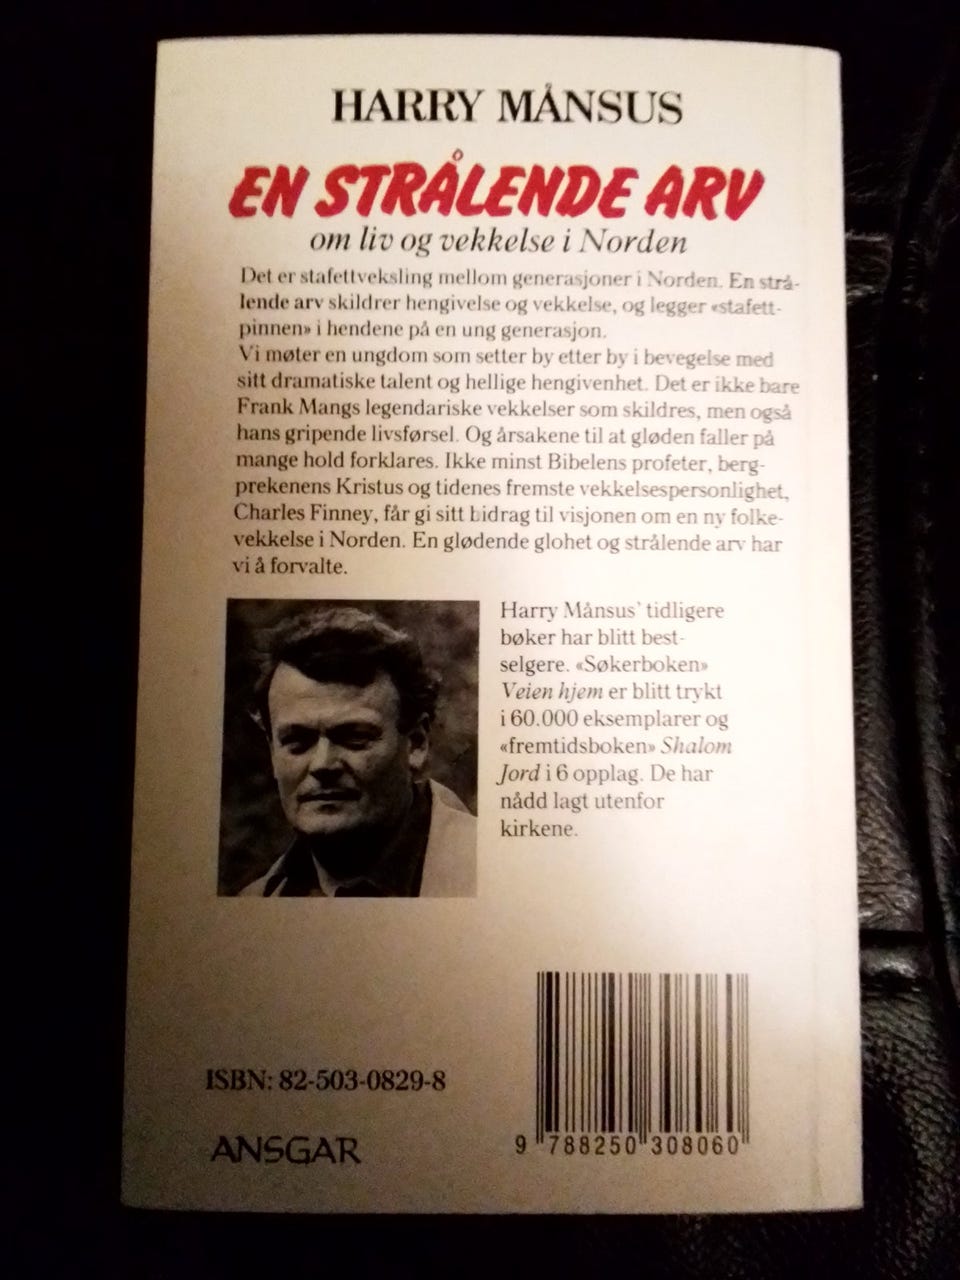 HARRY MÅNSUS
EN STRÅLENDE ARV
om liv og vekkelse i Norden
Det er stafettveksling mellom generasjoner i Norden. En strå-
lende arv skildrer hengivelse og vekkelse, og legger «stafett-
pinnen» i hendene på en ung generasjon.
Vi møter en ungdom som setter by etter by i bevegelse med
sitt dramatiske talent og hellige hengivenhet. Det er ikke bare
Frank Mangs legendariske vekkelser som skildres, men også
hans gripende livsførsel. Og årsakene til at gløden faller på
mange hold forklares. Ikke minst Bibelens profeter, berg-
prekenens Kristus og tidenes fremste vekkelsespersonlighet,
Charles Finney, får gi sitt bidrag til visjonen om en ny folke-
vekkelse i Norden. En glødende glohet og strålende arv har
vi å forvalte.
Harry Månsus' tidligere
bøker har blitt best-
selgere. «Søkerboken»
Veien hjem er blitt trykt
i 60.000 eksemplarer og
«fremtidsboken» Shalom
Jord i 6 opplag. De har
nådd lagt utenfor
kirkene.
ISBN: 82-503-0829-8
ANSGAR
9 788250 308060